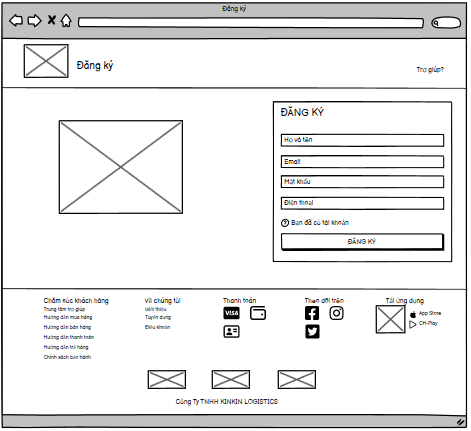 Đăng ký
Đăng ký
Trợ giúp?
ĐĂNG KÝ
Họ và tên
Email
Mật khẩu
Điện thoại
Bạn đã có tài khoản
ĐĂNG KÝ
Chăm sóc khách hàng
Trung tâm trợ giúp
Hướng dẫn mua hàng
Hướng dẫn bán hàng
Hướng dẫn thanh toán
Hướng dẫn trả hàng
Chính sách bảo hành
Về chúng tôi
Giới thiệu
Tuyển dụng
Điều khoản
Thanh toán
VISA
Theo dõi trên
Tải ứng dụng
App Store
CH-Play
Công Ty TNHH KINKIN LOGISTICS